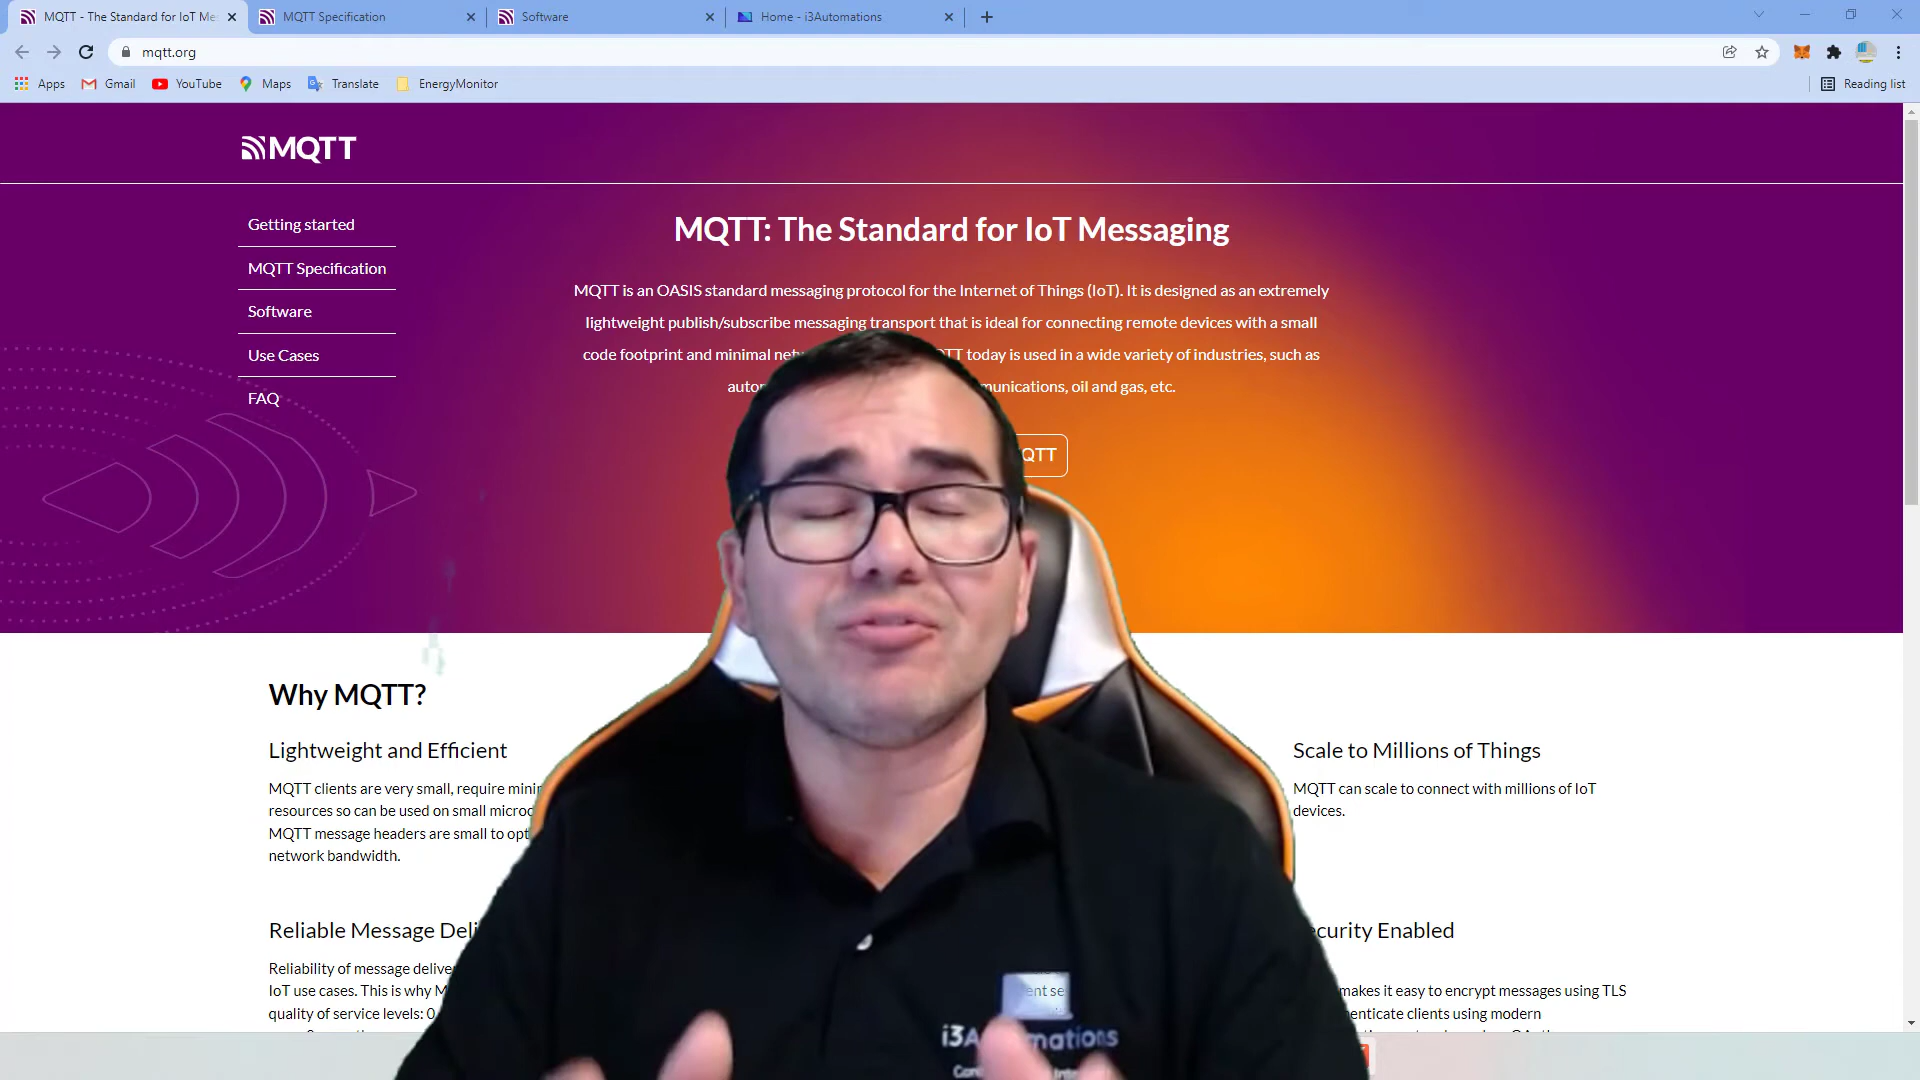 MQTT - The Standard for IoT Mes
MQTT Specification
Software
Home - i3Automations
mqtt.org
Apps
Gmail
YouTube
Maps
Translate
EnergyMonitor
Reading list
MQTT
Getting started
MQTT Specification
Software
Use Cases
FAQ
MQTT: The Standard for IoT Messaging
MQTT is an OASIS standard messaging protocol for the Internet of Things (IoT). It is designed as an extremely
lightweight publish/subscribe messaging transport that is ideal for connecting remote devices with a small
code footprint and minimal today is used in a wide variety of industries, such as
oil and gas, etc.
Why MQTT?
Lightweight and Efficient
MQTT clients are very small, require
resources so can be used on small
MQTT message headers are small to
network bandwidth.
Scale to Millions of Things
MQTT can scale to connect with millions of IoT
devices.
Reliable Message
Reliability of message
IoT use cases. This is why
quality of service levels: 0
Enabled
makes it easy to encrypt messages using TLS
clients using modern
i3Automations